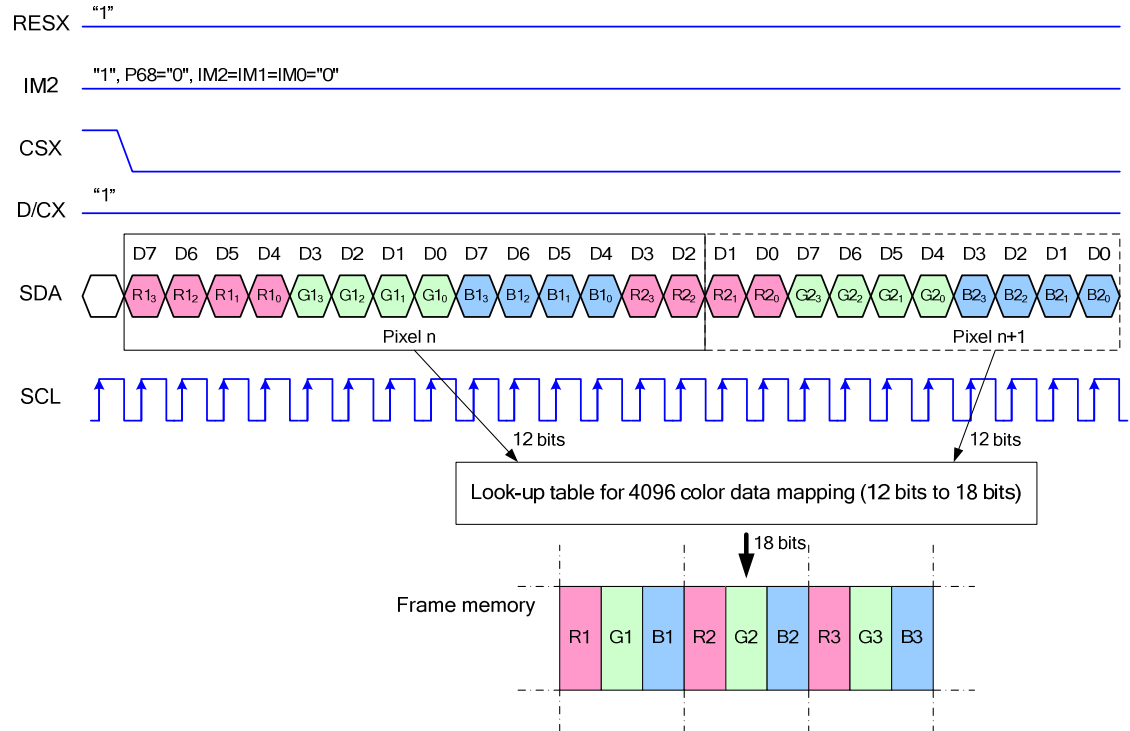 RESX “1”
IM2 "1", P68="0", IM2=IM1=IM0="0"
CSX
D/CX “1”
D7 D6 D5 D4 D3 D2 D1 D0 D7 D6 D5 D4 D3 D2 D1 D0 D7 D6 D5 D4 D3 D2 D1 D0
SDA R1₃ R1₂ R1₁ R1₀ G1₃ G1₂ G1₁ G1₀ B1₃ B1₂ B1₁ B1₀ R2₃ R2₂ R2₁ R2₀ G2₃ G2₂ G2₁ G2₀ B2₃ B2₂ B2₁ B2₀
Pixel n Pixel n+1
SCL
12 bits 12 bits
Look-up table for 4096 color data mapping (12 bits to 18 bits)
18 bits
Frame memory
R1 G1 B1 R2 G2 B2 R3 G3 B3